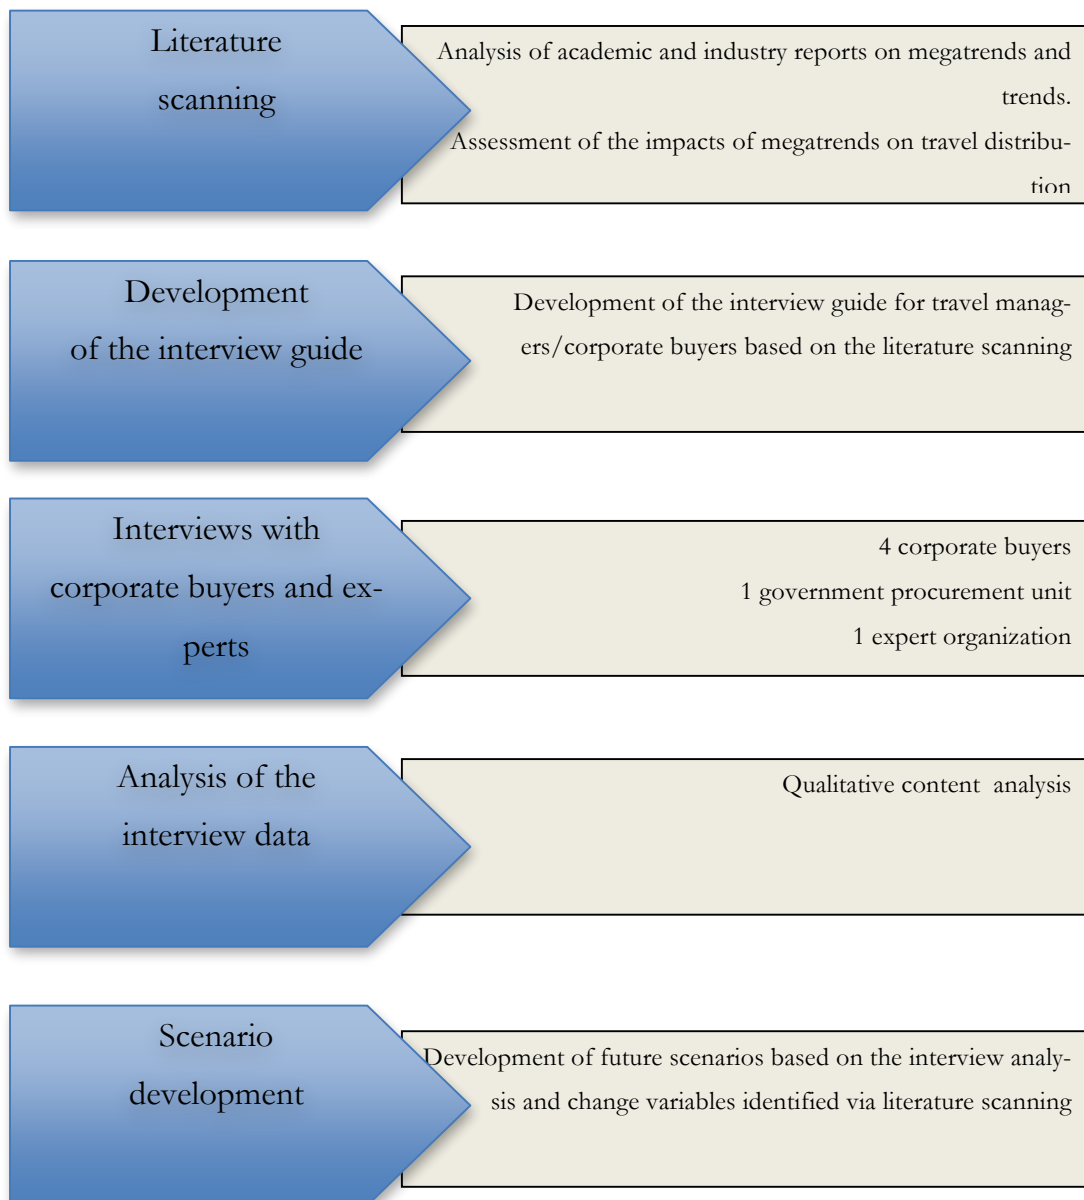 Literature
scanning
Analysis of academic and industry reports on megatrends and
trends.
Assessment of the impacts of megatrends on travel distribu-
tion
Development
of the interview guide
Development of the interview guide for travel manag-
ers/corporate buyers based on the literature scanning
Interviews with
corporate buyers and ex-
perts
4 corporate buyers
1 government procurement unit
1 expert organization
Analysis of the
interview data
Qualitative content analysis
Scenario
development
Development of future scenarios based on the interview analy-
sis and change variables identified via literature scanning